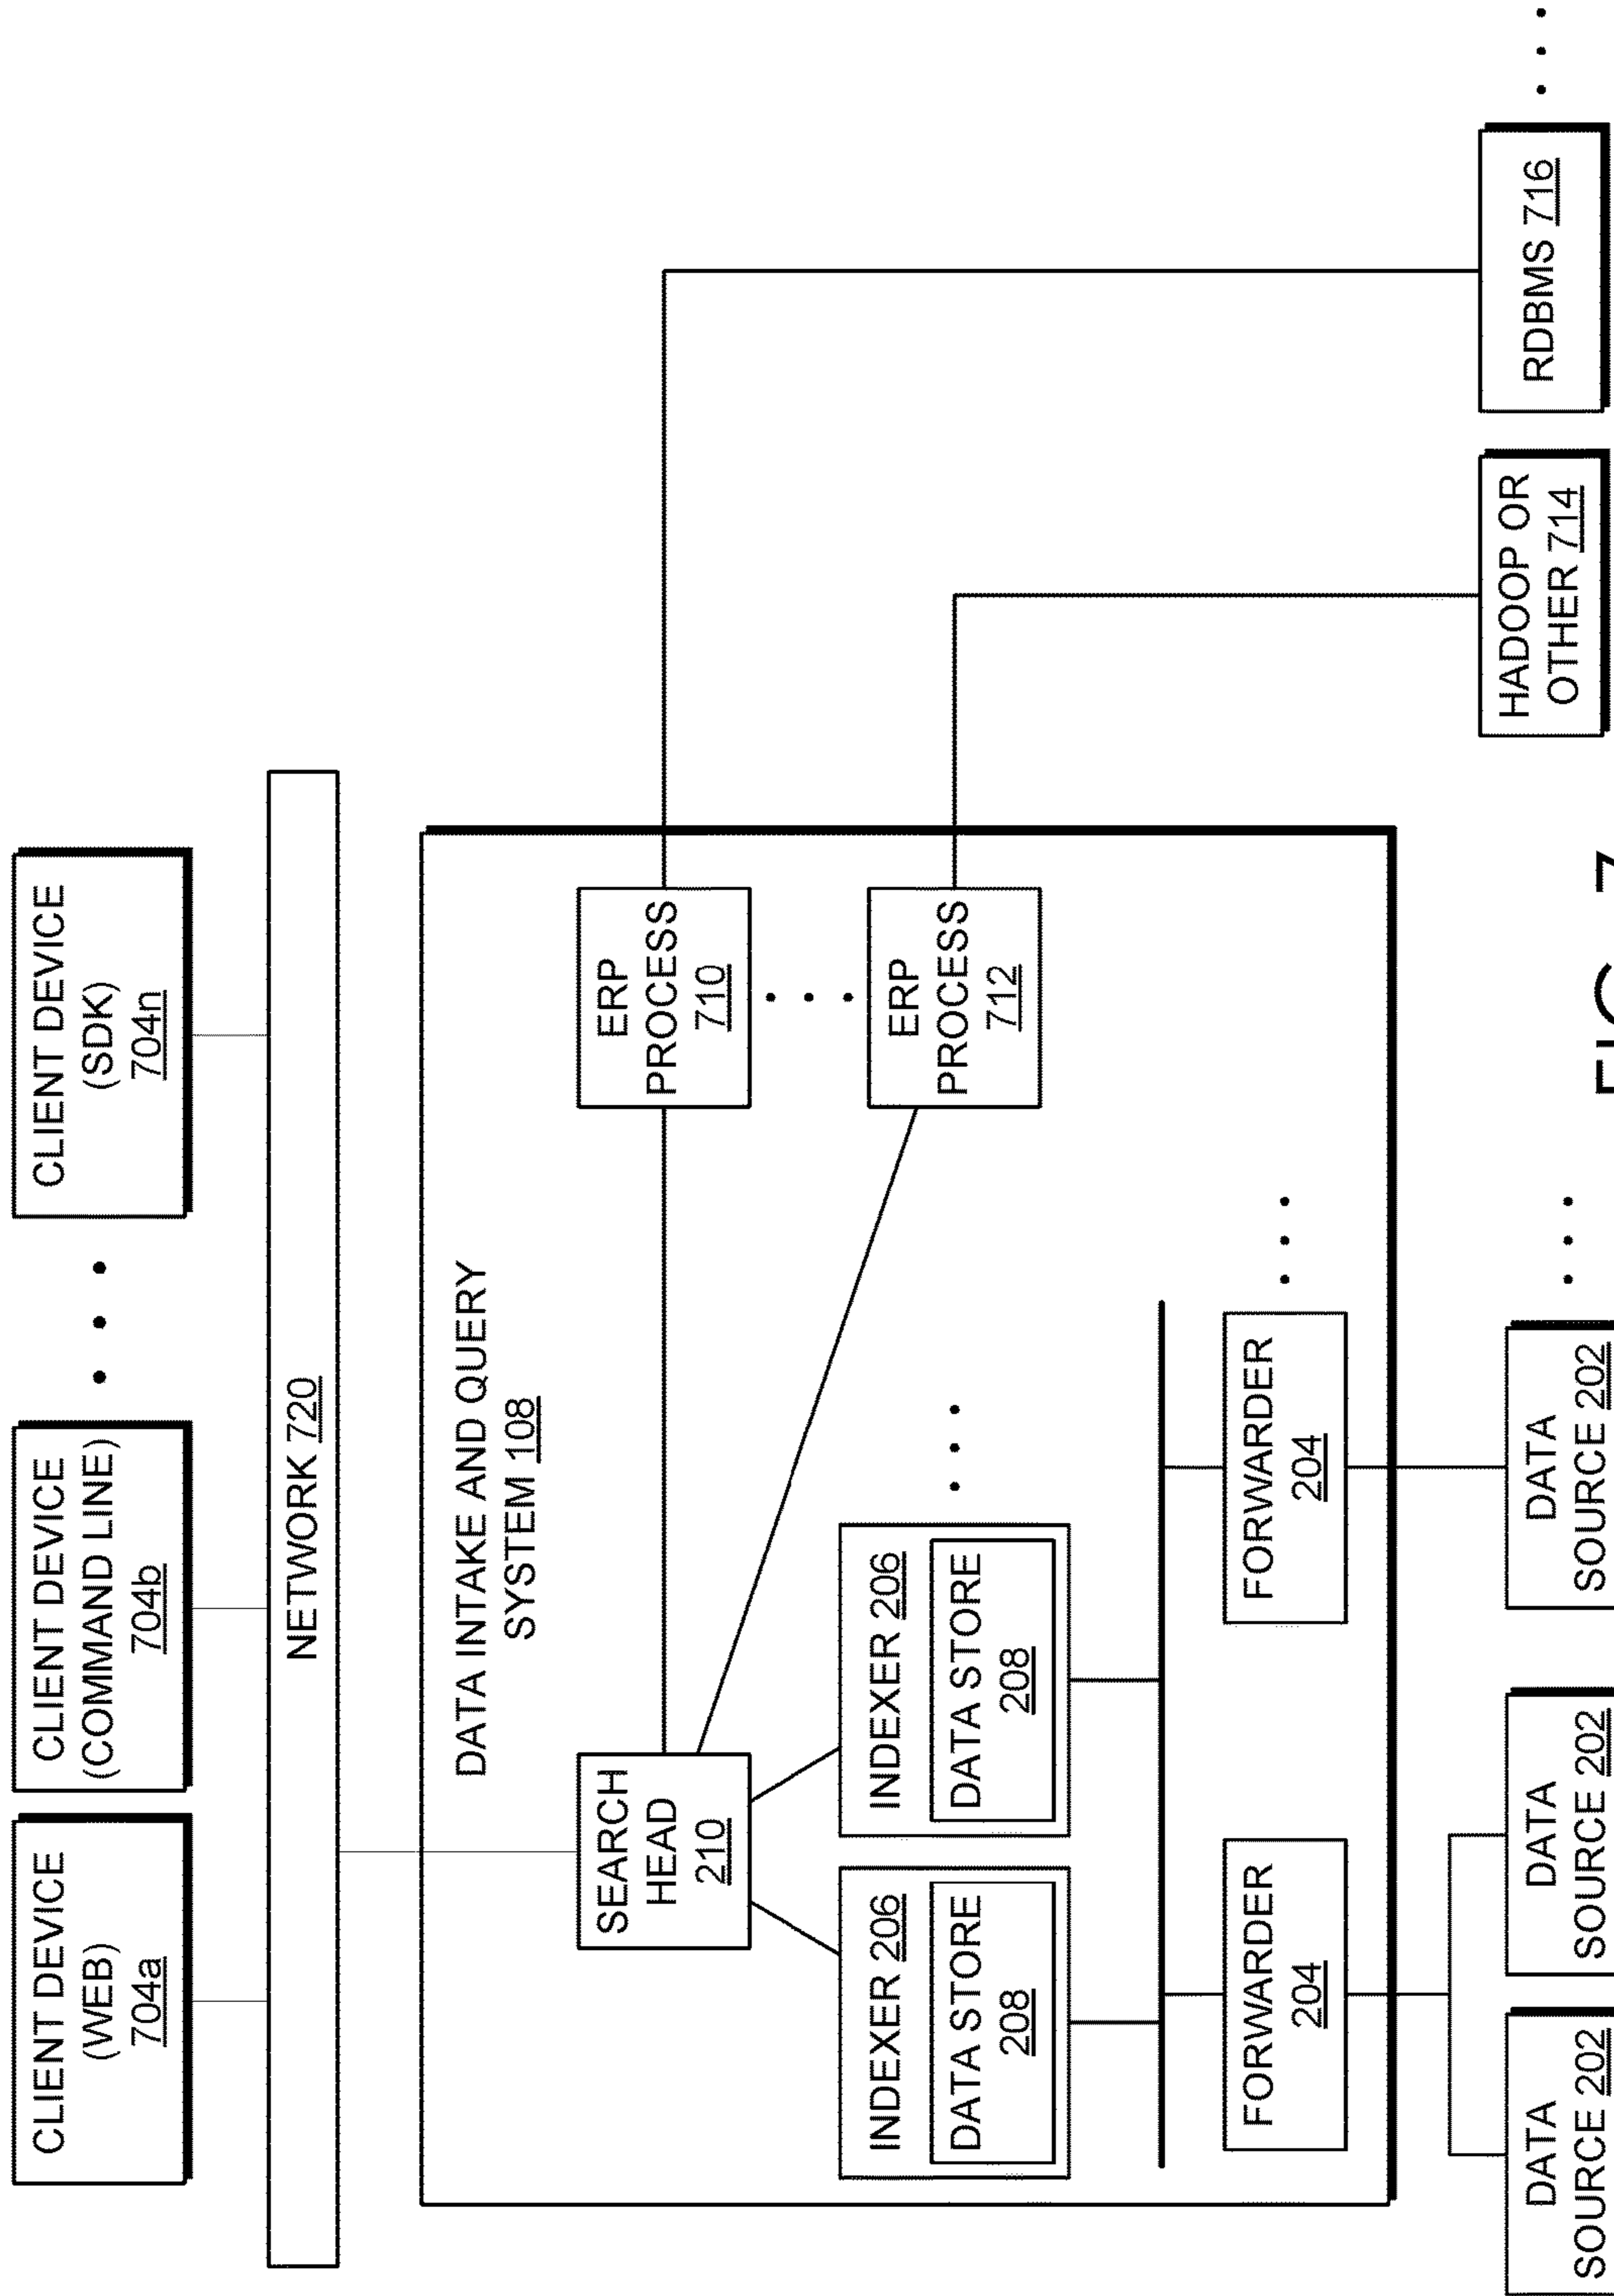 CLIENT DEVICE
(WEB)
704a
CLIENT DEVICE
(COMMAND LINE)
704b
CLIENT DEVICE
(SDK)
704n
NETWORK 720
DATA INTAKE AND QUERY
SYSTEM 108
SEARCH
HEAD
210
ERP
PROCESS
710
INDEXER 206
DATA STORE
208
INDEXER 206
DATA STORE
208
ERP
PROCESS
712
FORWARDER
204
FORWARDER
204
DATA
SOURCE 202
DATA
SOURCE 202
DATA
SOURCE 202
HADOOP OR
OTHER 714
RDBMS 716